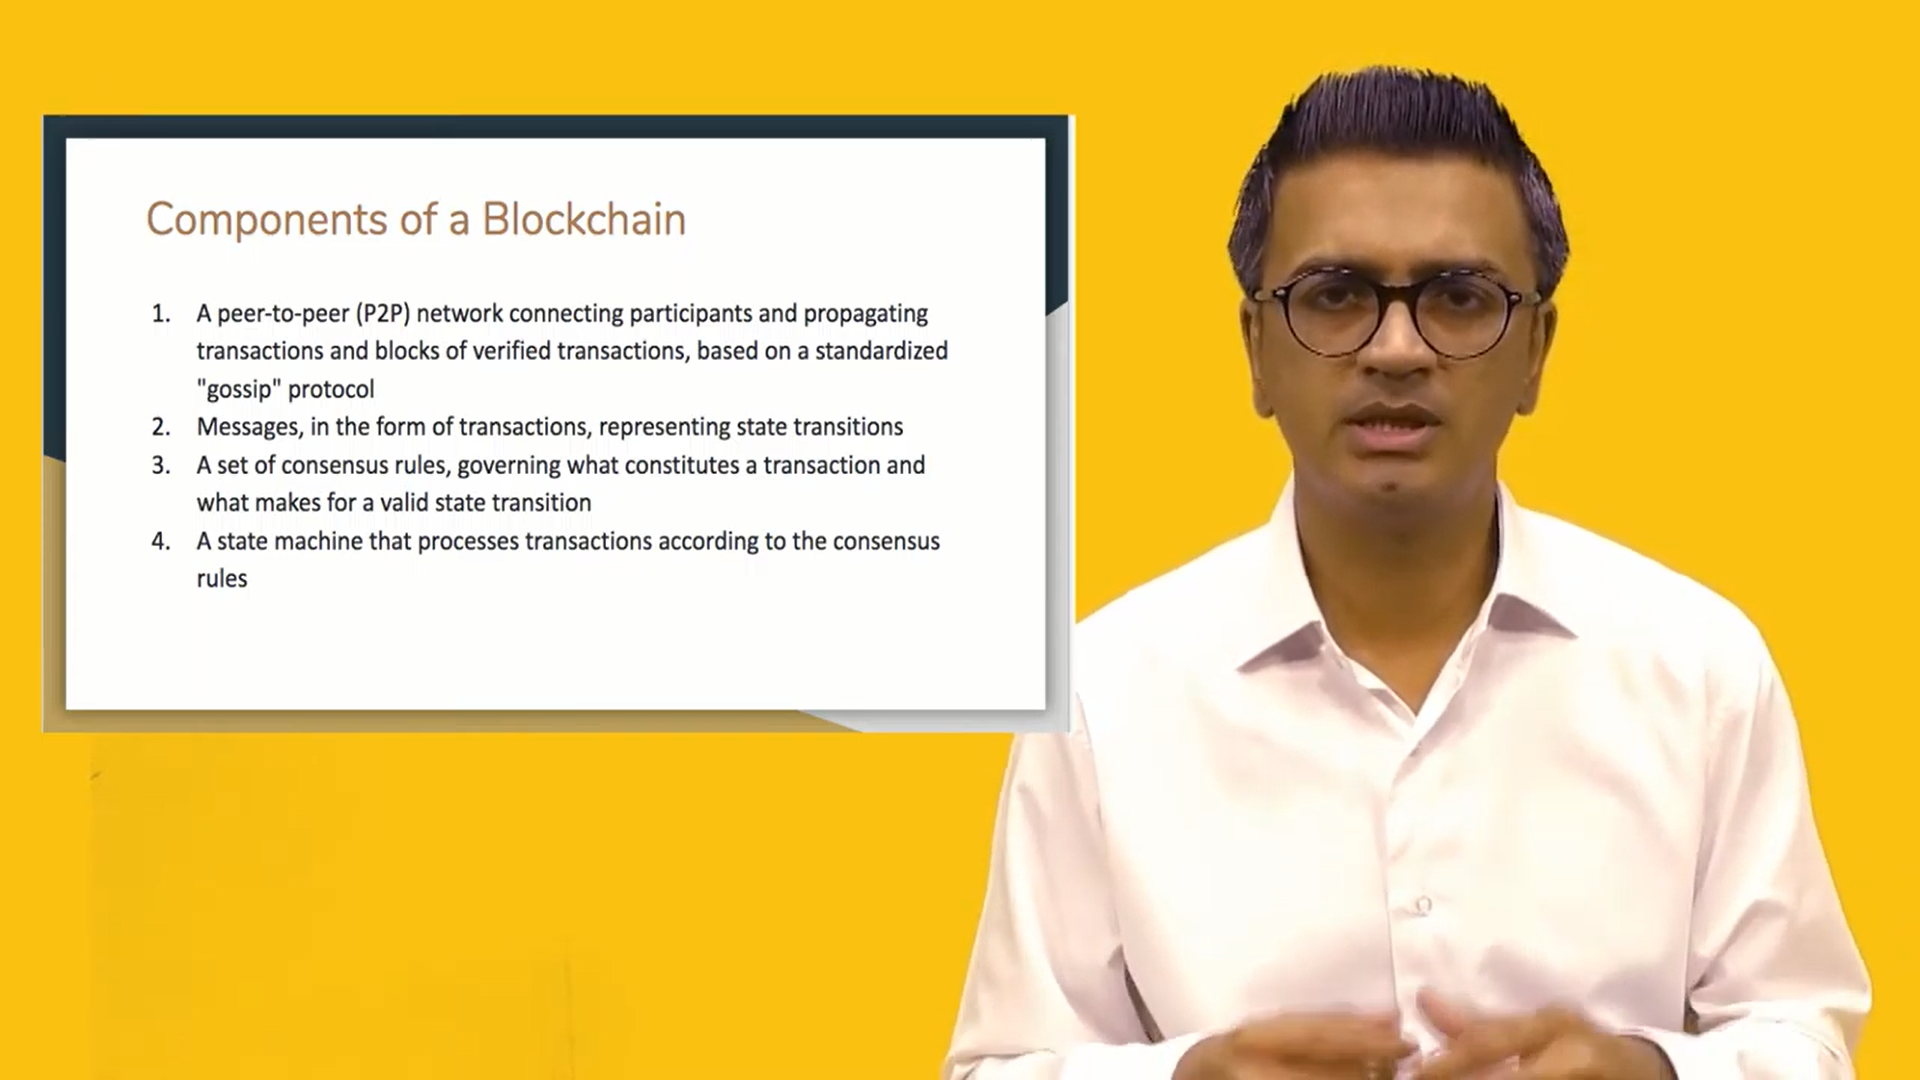 Components of a Blockchain
1. A peer-to-peer (P2P) network connecting participants and propagating
transactions and blocks of verified transactions, based on a standardized
"gossip" protocol
2. Messages, in the form of transactions, representing state transitions
3. A set of consensus rules, governing what constitutes a transaction and
what makes for a valid state transition
4. A state machine that processes transactions according to the consensus
rules